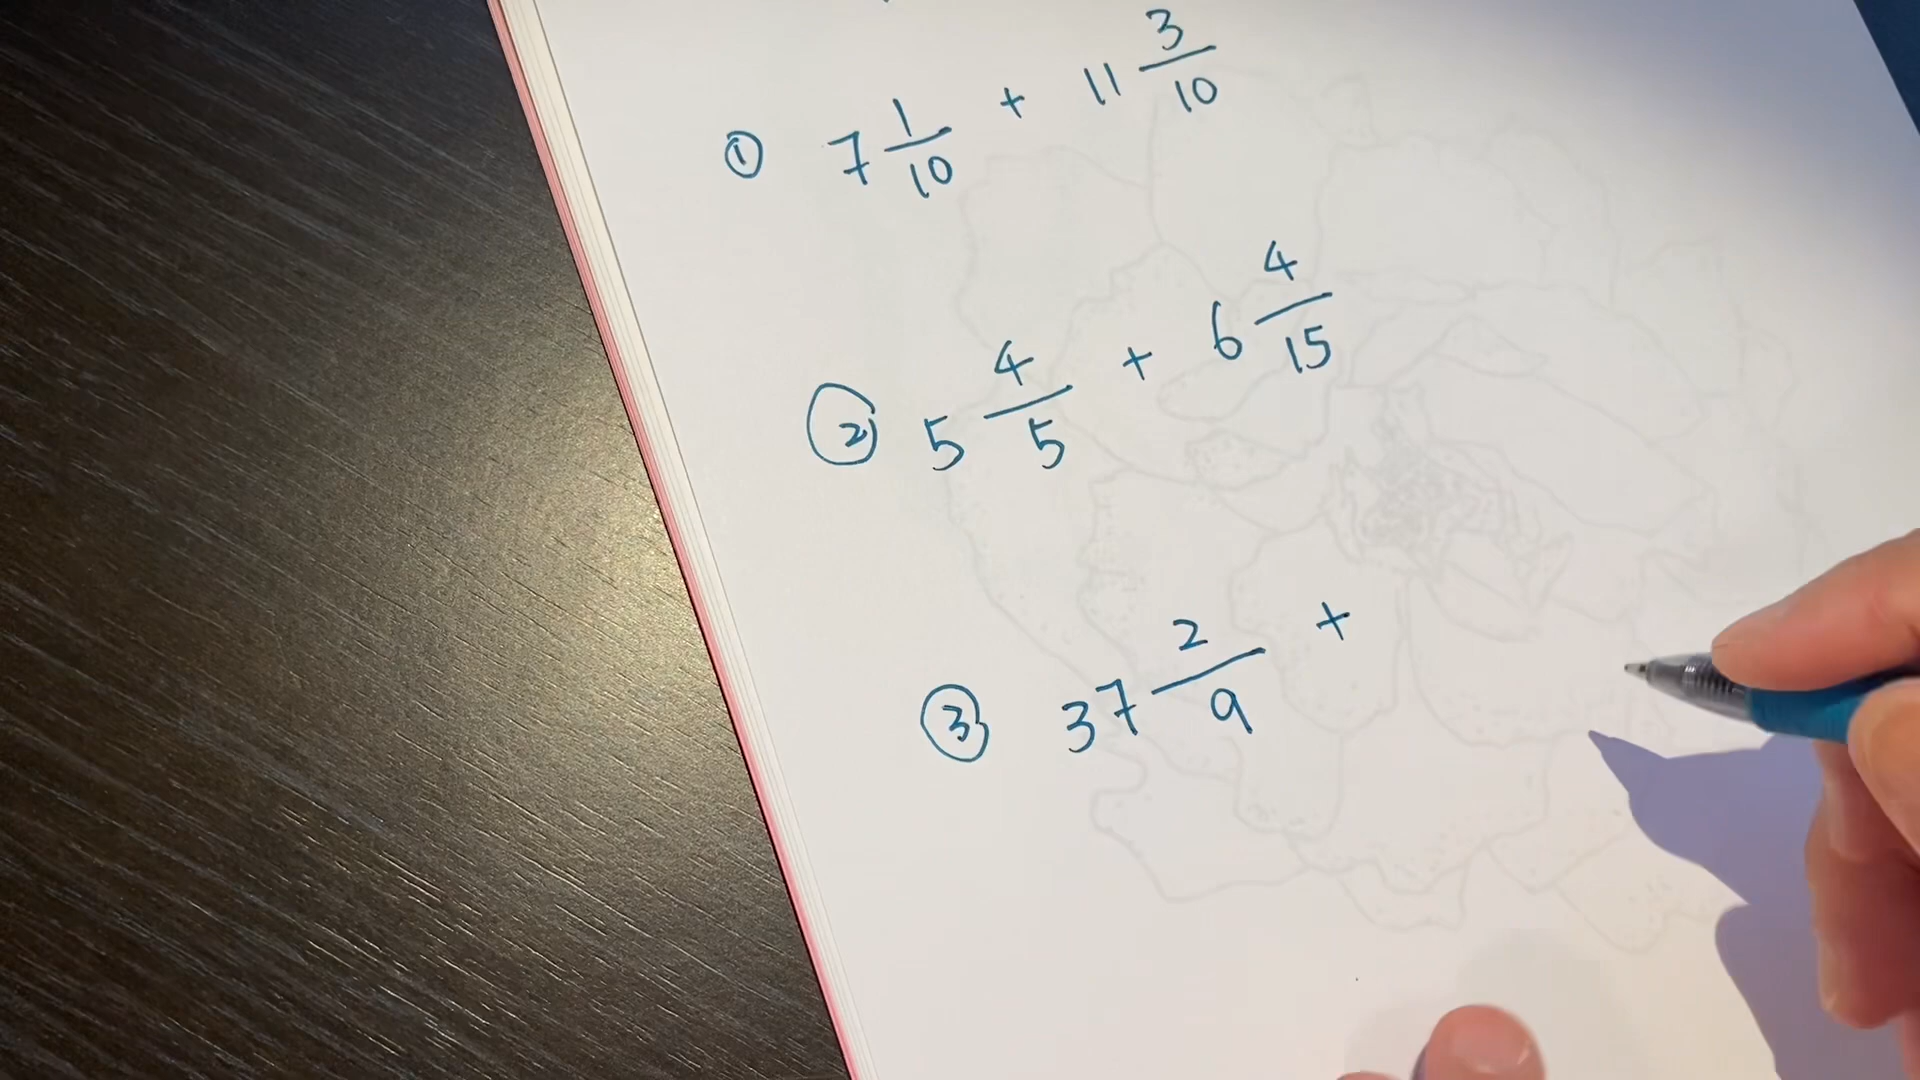 ① 7 1/10 + 11 3/10
② 5 4/5 + 6 4/15
③ 37 2/9 +